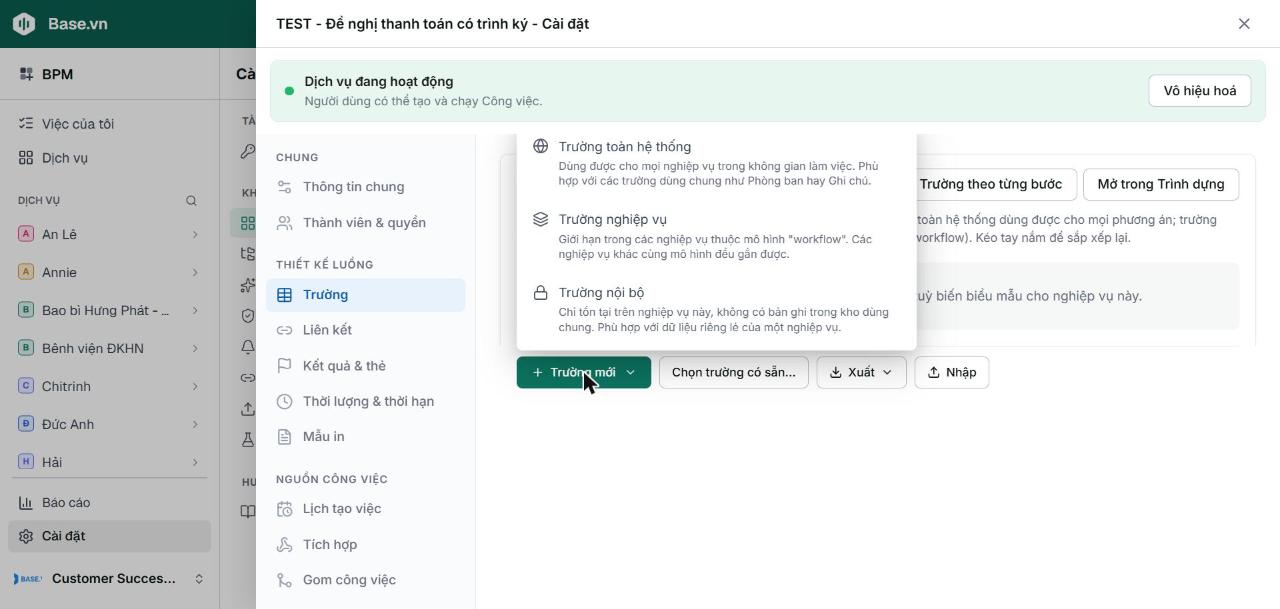 Base.vn
BPM
Việc của tôi
Dịch vụ
DỊCH VỤ
A An Lê
A Annie
B Bao bì Hưng Phát - ...
B Bệnh viện ĐKHN
C Chitrinh
Đ Đức Anh
H Hải
Báo cáo
Cài đặt
BASE.V
Customer Succes...
Cà
TÀ
KH
HU
TEST - Đề nghị thanh toán có trình ký - Cài đặt
Dịch vụ đang hoạt động
Người dùng có thể tạo và chạy Công việc.
Vô hiệu hoá
CHUNG
Thông tin chung
Thành viên & quyền
THIẾT KẾ LUỒNG
Trường
Liên kết
Kết quả & thẻ
Thời lượng & thời hạn
Mẫu in
NGUỒN CÔNG VIỆC
Lịch tạo việc
Tích hợp
Gom công việc
Trường toàn hệ thống
Dùng được cho mọi nghiệp vụ trong không gian làm việc. Phù
hợp với các trường dùng chung như Phòng ban hay Ghi chú.
Trường nghiệp vụ
Giới hạn trong các nghiệp vụ thuộc mô hình "workflow". Các
nghiệp vụ khác cùng mô hình đều gắn được.
Trường nội bộ
Chỉ tồn tại trên nghiệp vụ này, không có bản ghi trong kho dùng
chung. Phù hợp với dữ liệu riêng lẻ của một nghiệp vụ.
Trường theo từng bước
Mở trong Trình dựng
toàn hệ thống dùng được cho mọi phương án; trường
workflow). Kéo tay nắm để sắp xếp lại.
tuỳ biến biểu mẫu cho nghiệp vụ này.
Trường mới
Chọn trường có sẵn...
Xuất
Nhập